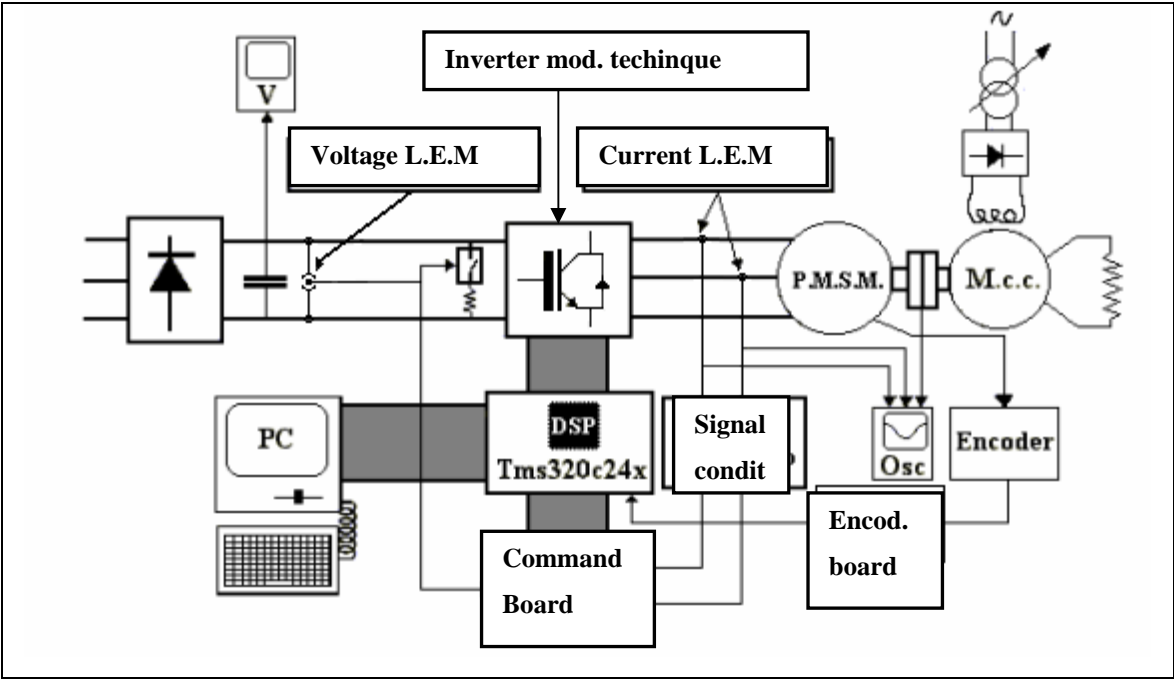 Inverter mod. techinque
V
Voltage L.E.M
Current L.E.M
P.M.S.M.
M.c.c.
PC
DSP
Tms320c24x
Signal
condit
Osc
Encoder
Encod.
board
Command
Board